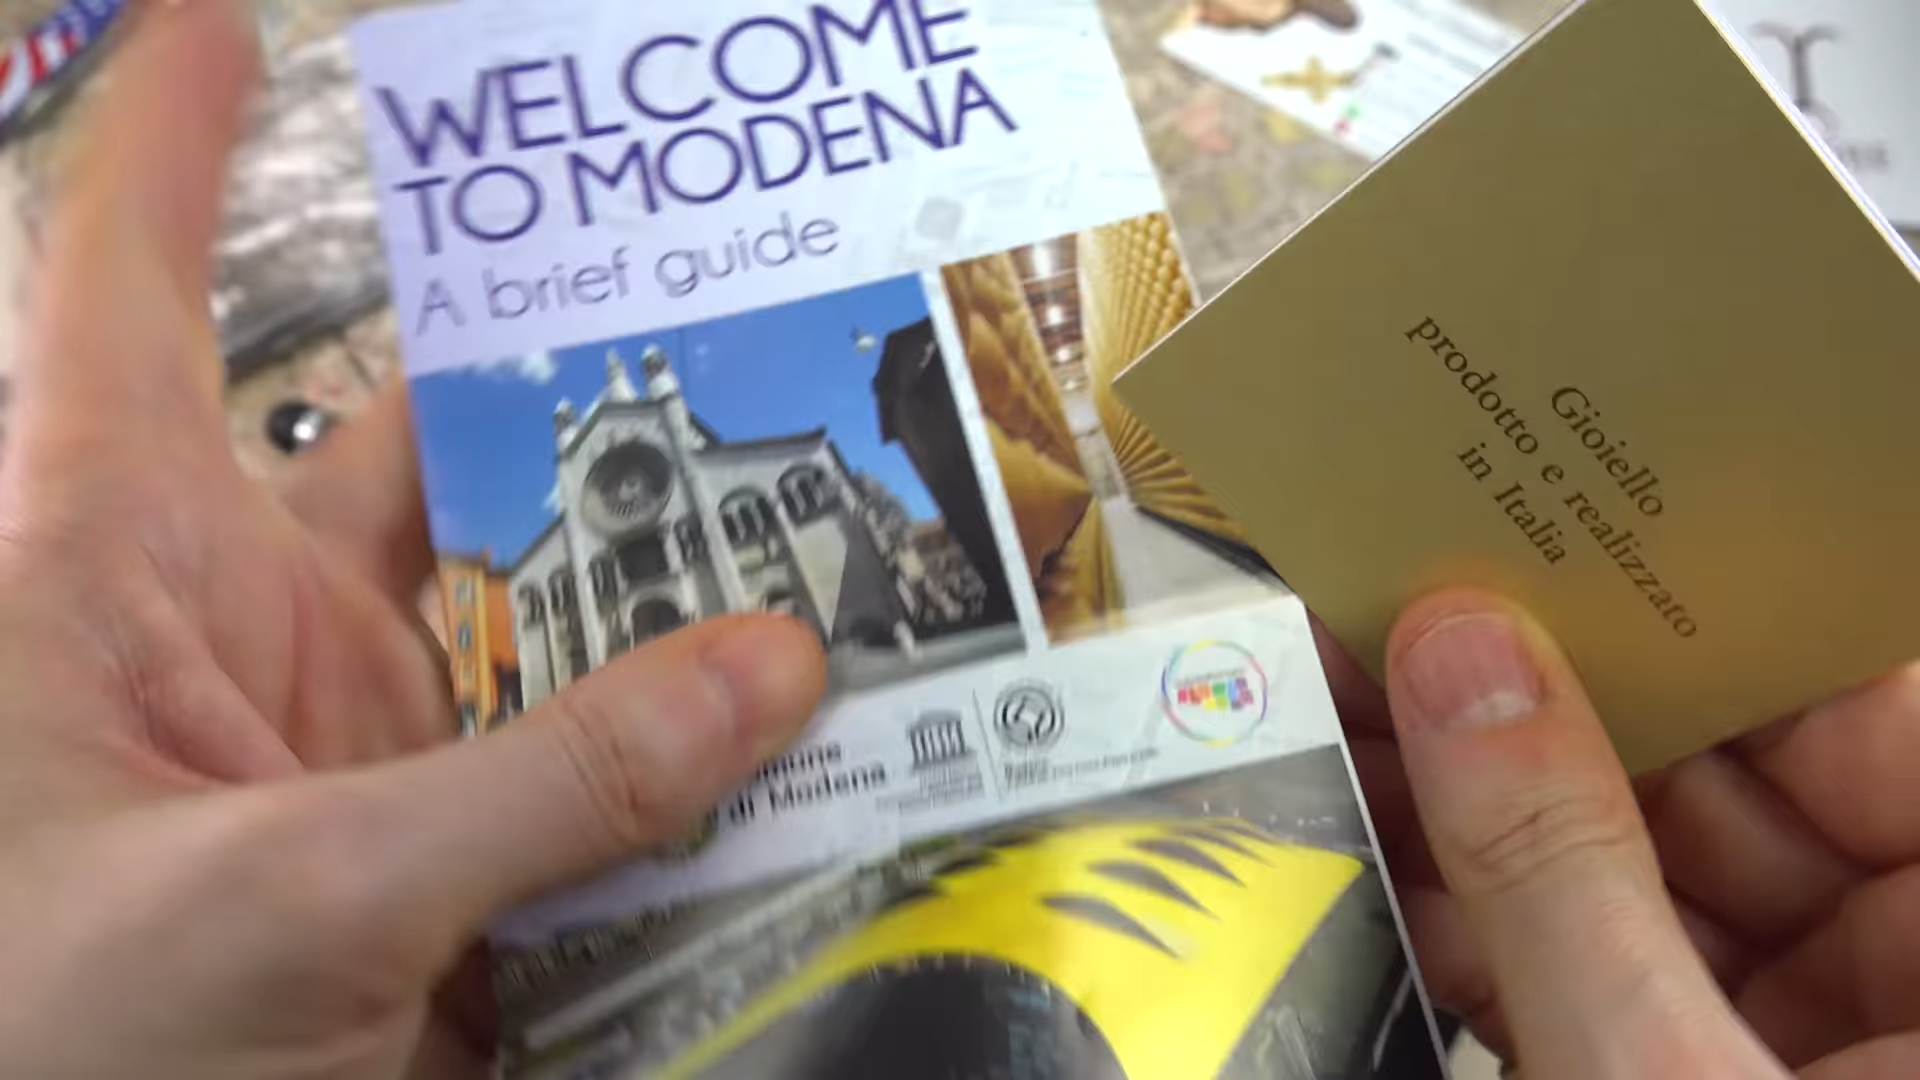 WELCOME
TO MODENA
A brief guide
di Modena
Gioiello
prodotto e realizzato
in Italia